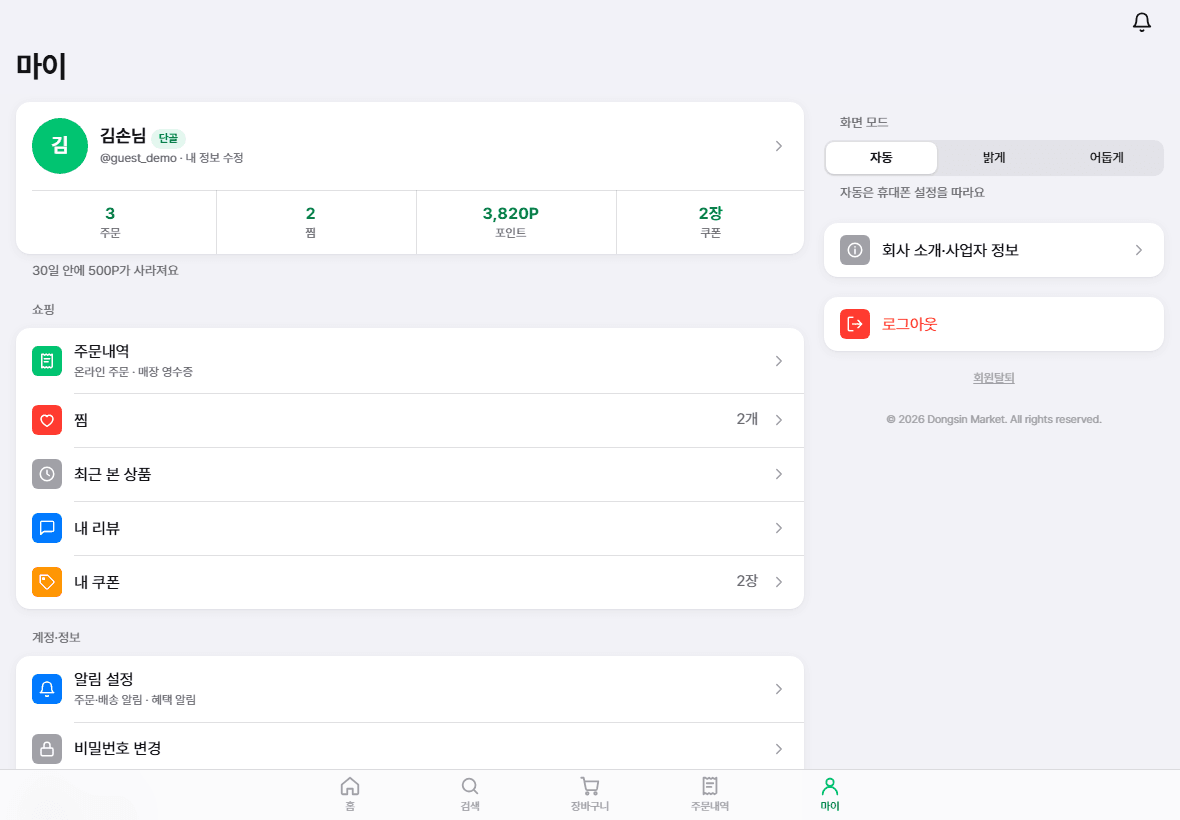 마이
김
김손님 단골
@guest_demo · 내 정보 수정
3
주문
2
찜
3,820P
포인트
2장
쿠폰
30일 안에 500P가 사라져요
쇼핑
주문내역
온라인 주문 · 매장 영수증
찜 2개
최근 본 상품
내 리뷰
내 쿠폰 2장
계정·정보
알림 설정
주문·배송 알림 · 혜택 알림
비밀번호 변경
화면 모드
자동 밝게 어둡게
자동은 휴대폰 설정을 따라요
회사 소개·사업자 정보
로그아웃
회원탈퇴
© 2026 Dongsin Market. All rights reserved.
홈 검색 장바구니 주문내역 마이